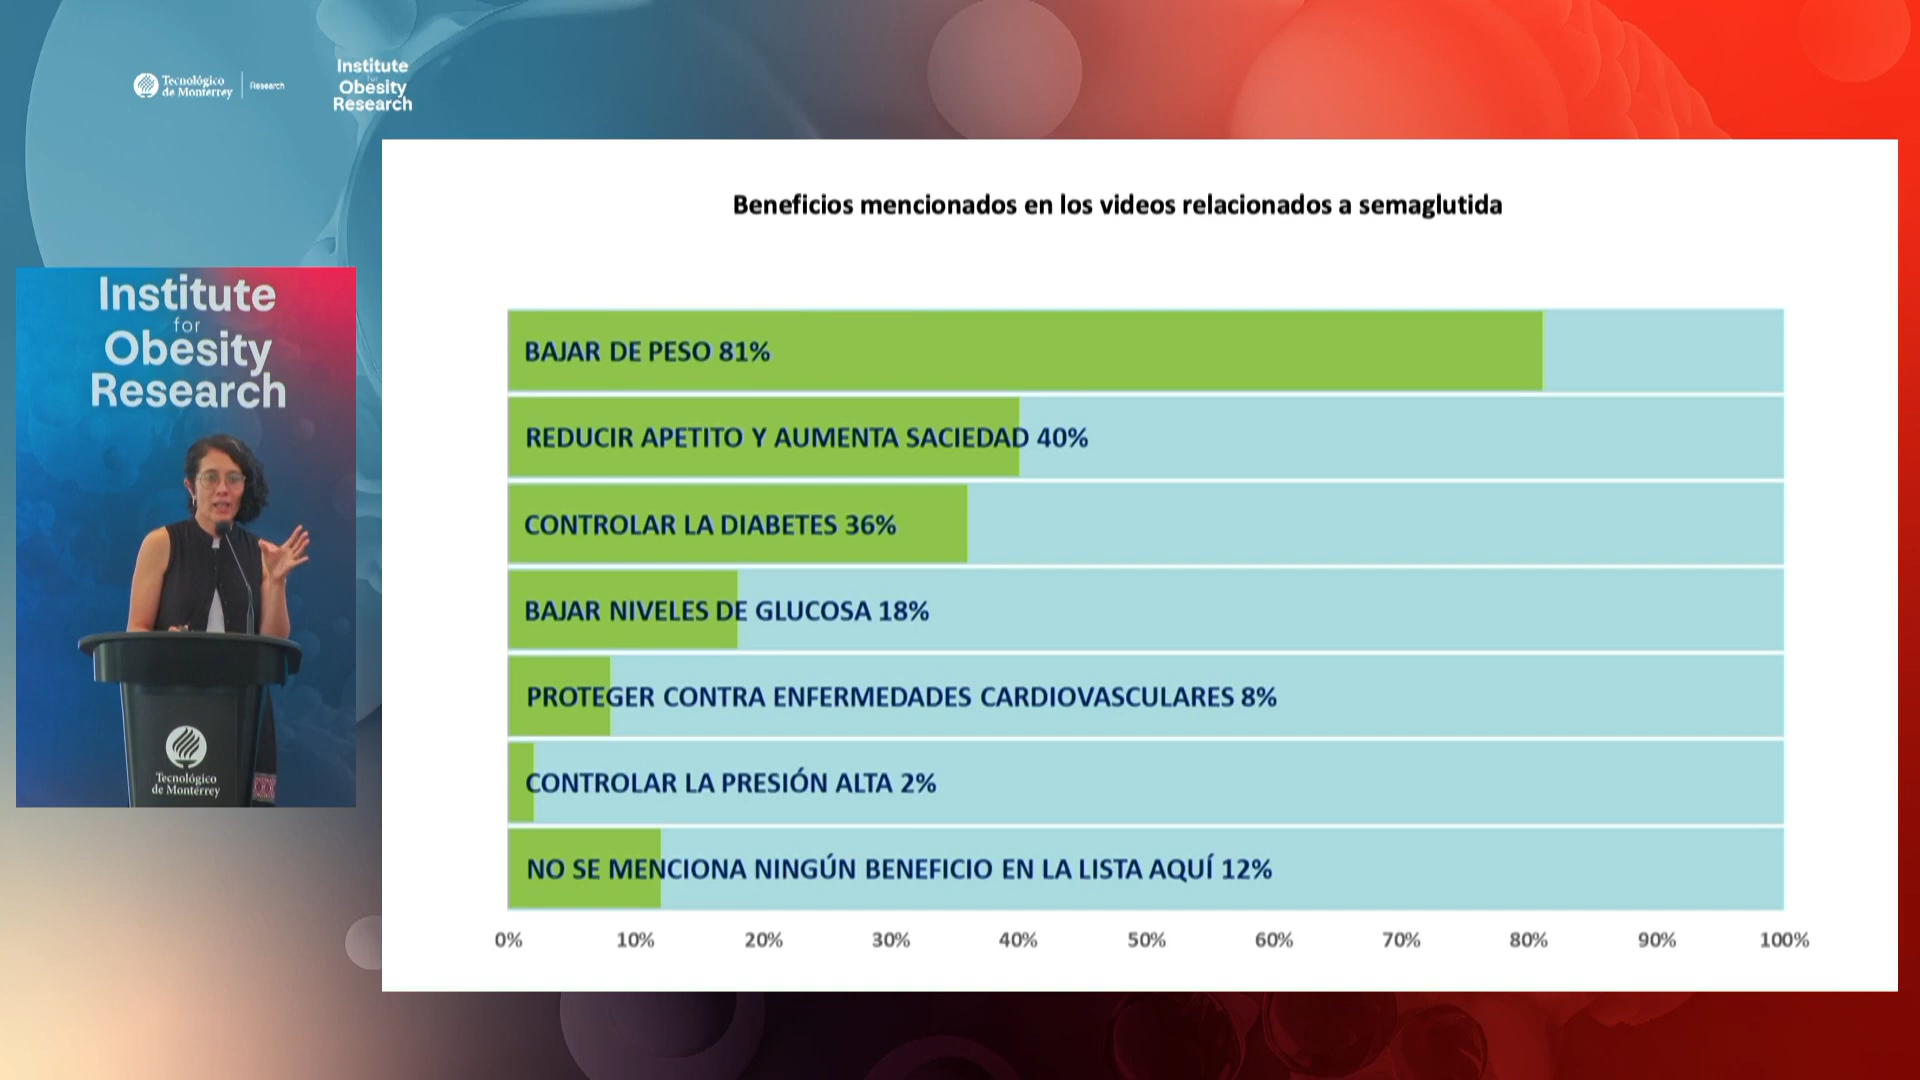 Tecnológico
de Monterrey
Research
Institute
for
Obesity
Research
Beneficios mencionados en los videos relacionados a semaglutida
BAJAR DE PESO 81%
REDUCIR APETITO Y AUMENTA SACIEDAD 40%
CONTROLAR LA DIABETES 36%
BAJAR NIVELES DE GLUCOSA 18%
PROTEGER CONTRA ENFERMEDADES CARDIOVASCULARES 8%
CONTROLAR LA PRESIÓN ALTA 2%
NO SE MENCIONA NINGÚN BENEFICIO EN LA LISTA AQUÍ 12%
0% 10% 20% 30% 40% 50% 60% 70% 80% 90% 100%
Institute
for
Obesity
Research
Tecnológico
de Monterrey